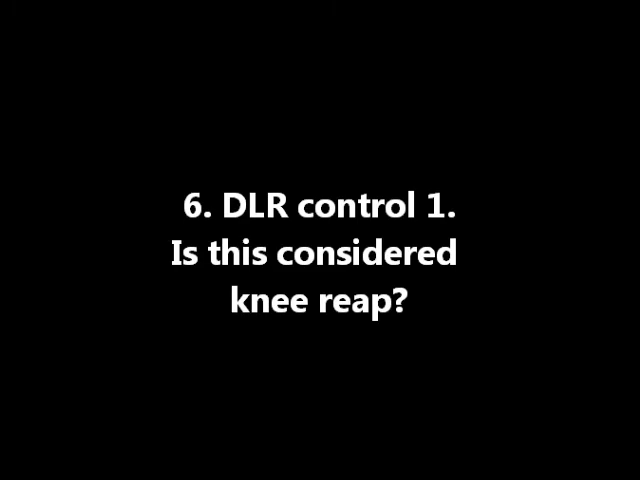 6. DLR control 1.
Is this considered
knee reap?